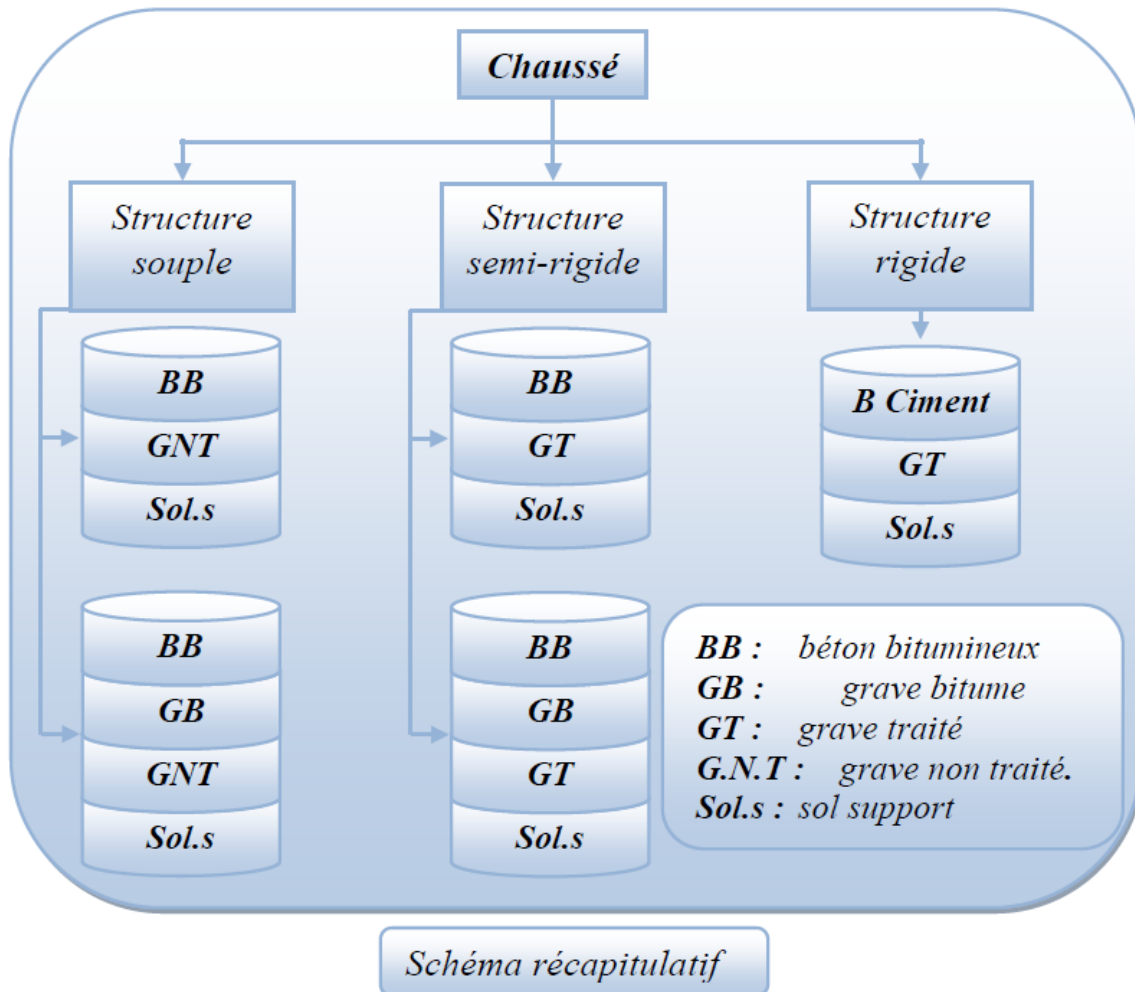 Chaussé
Structure
souple
Structure
semi-rigide
Structure
rigide
BB
GNT
Sol.s
BB
GB
GNT
Sol.s
BB
GT
Sol.s
BB
GB
GT
Sol.s
B Ciment
GT
Sol.s
BB : béton bitumineux
GB : grave bitume
GT : grave traité
G.N.T : grave non traité.
Sol.s : sol support
Schéma récapitulatif